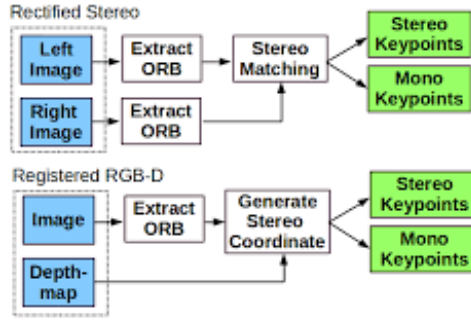 Rectified Stereo
Left
Image
Extract
ORB
Stereo
Matching
Stereo
Keypoints
Mono
Keypoints
Right
Image
Extract
ORB
Registered RGB-D
Image
Extract
ORB
Generate
Stereo
Coordinate
Stereo
Keypoints
Mono
Keypoints
Depth-
map